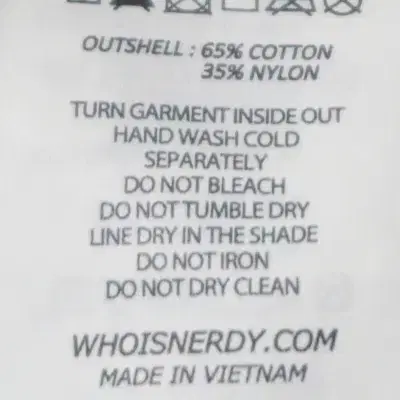 OUTSHELL : 65% COTTON
35% NYLON
TURN GARMENT INSIDE OUT
HAND WASH COLD
SEPARATELY
DO NOT BLEACH
DO NOT TUMBLE DRY
LINE DRY IN THE SHADE
DO NOT IRON
DO NOT DRY CLEAN
WHOISNERDY.COM
MADE IN VIETNAM